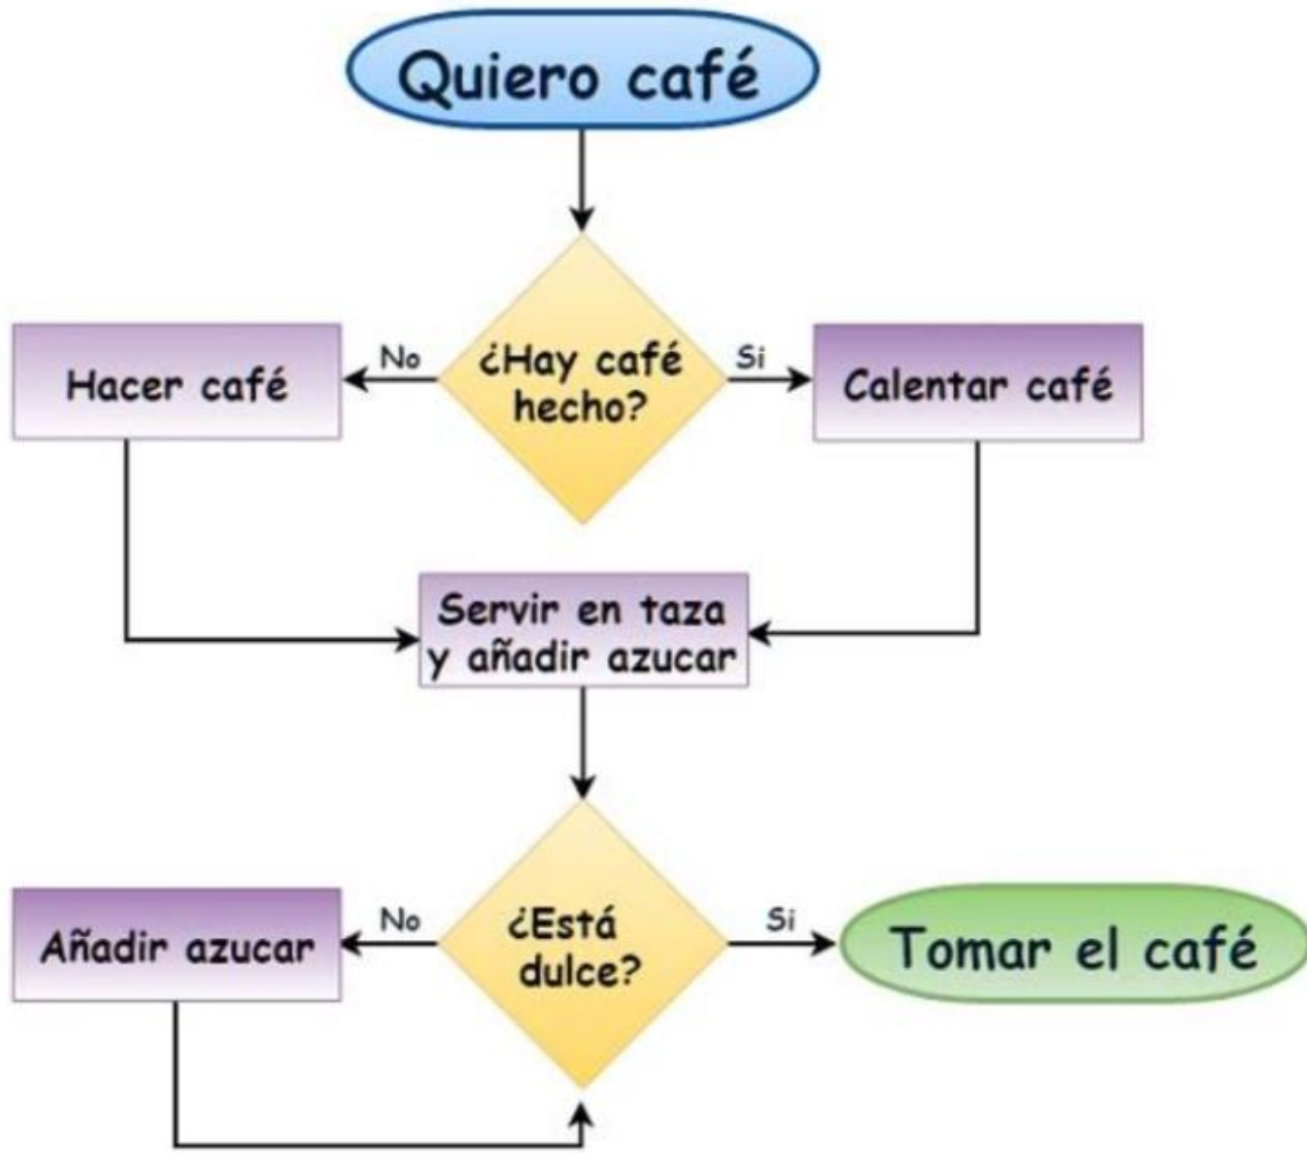 Quiero café
¿Hay café
hecho?
No
Si
Hacer café
Calentar café
Servir en taza
y añadir azucar
¿Está
dulce?
No
Si
Añadir azucar
Tomar el café